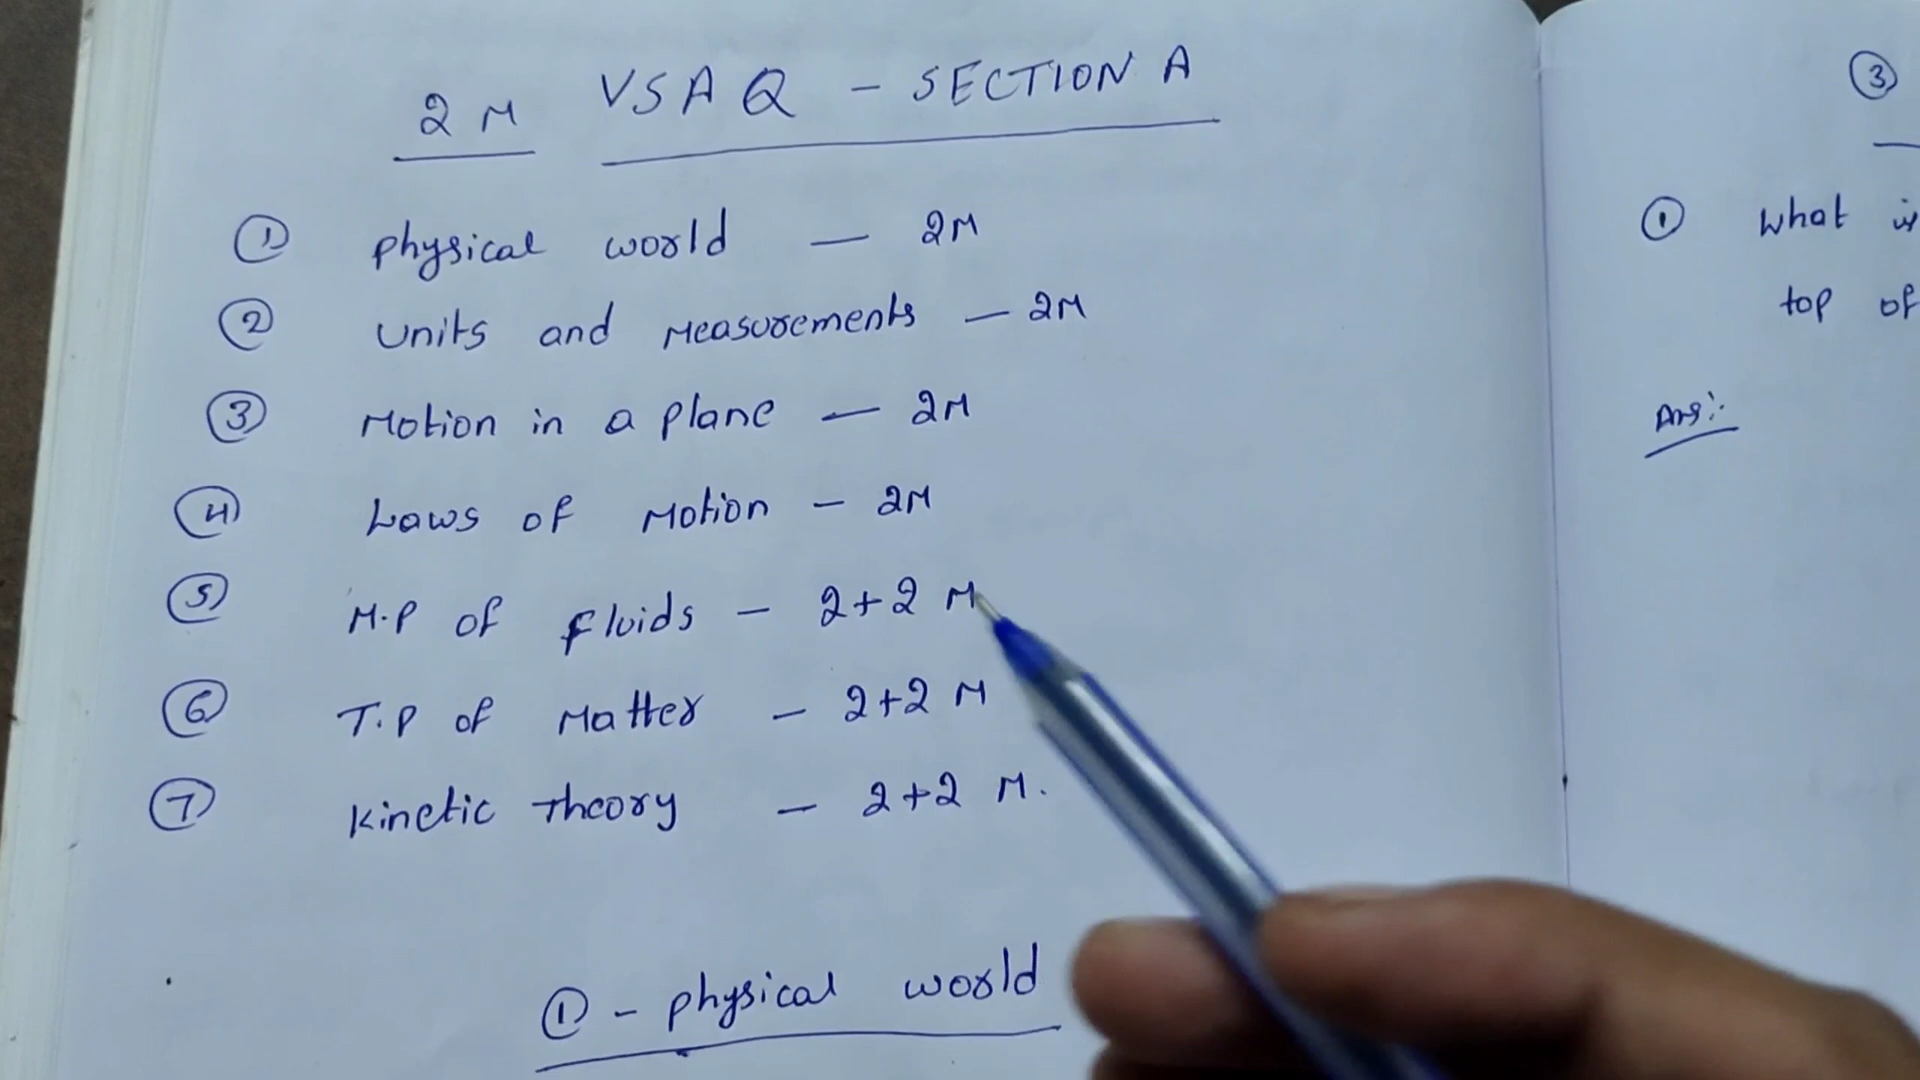 2 M VSAQ - SECTION A
① Physical world - 2M
② Units and Measurements - 2M
③ Motion in a plane - 2M
④ Laws of Motion - 2M
⑤ M.P of Fluids - 2+2 M
⑥ T.P of Matter - 2+2 M
⑦ Kinetic Theory - 2+2 M.
① - physical world
③
① What is
top of
Ans:-